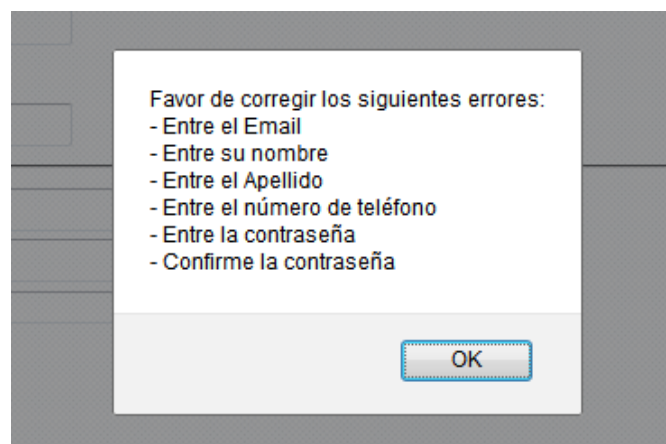 Favor de corregir los siguientes errores:
- Entre el Email
- Entre su nombre
- Entre el Apellido
- Entre el número de teléfono
- Entre la contraseña
- Confirme la contraseña
OK